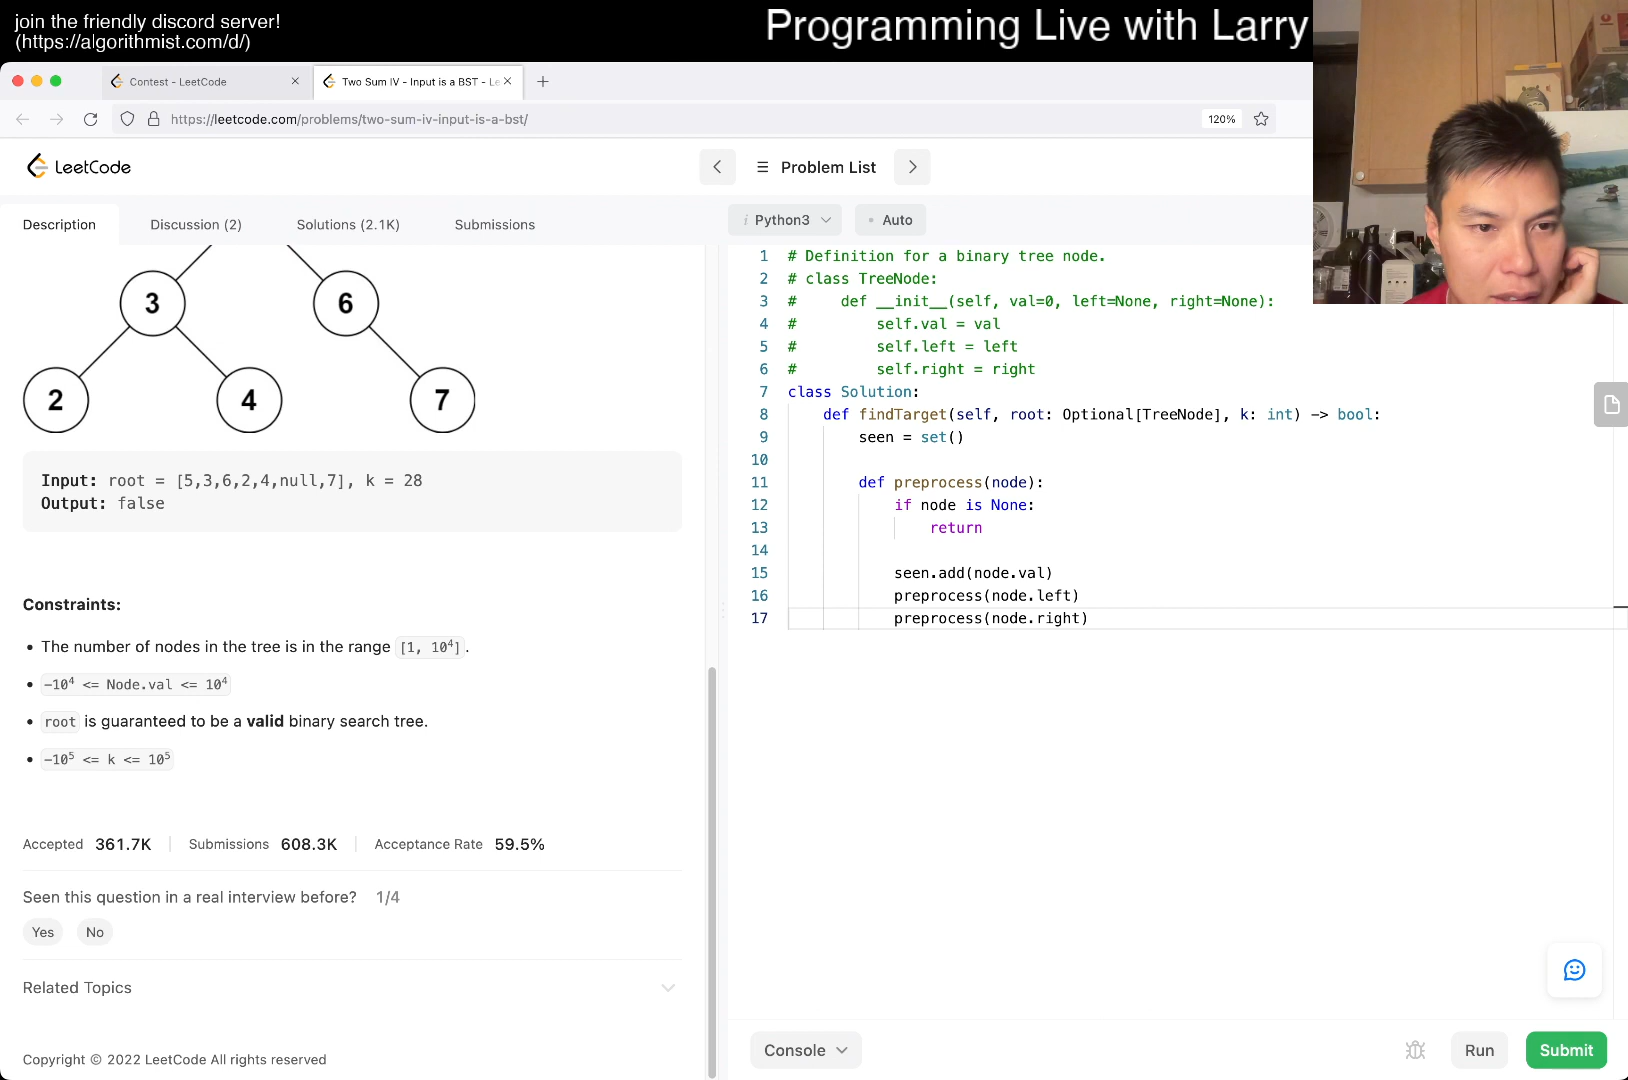 join the friendly discord server!
(https://algorithmist.com/d/)
Programming Live with Larry
Contest - LeetCode
Two Sum IV - Input is a BST - Le
https://leetcode.com/problems/two-sum-iv-input-is-a-bst/
120%
LeetCode
Problem List
Description
Discussion (2)
Solutions (2.1K)
Submissions
i Python3
Auto
3
6
2
4
7
Input: root = [5,3,6,2,4,null,7], k = 28
Output: false
Constraints:
• The number of nodes in the tree is in the range [1, 10⁴].
• -10⁴ <= Node.val <= 10⁴
• root is guaranteed to be a valid binary search tree.
• -10⁵ <= k <= 10⁵
Accepted 361.7K
Submissions 608.3K
Acceptance Rate 59.5%
Seen this question in a real interview before? 1/4
Yes
No
Related Topics
Copyright © 2022 LeetCode All rights reserved
1 # Definition for a binary tree node.
2 # class TreeNode:
3 #     def __init__(self, val=0, left=None, right=None):
4 #         self.val = val
5 #         self.left = left
6 #         self.right = right
7 class Solution:
8     def findTarget(self, root: Optional[TreeNode], k: int) -> bool:
9         seen = set()
10
11         def preprocess(node):
12             if node is None:
13                 return
14
15             seen.add(node.val)
16             preprocess(node.left)
17             preprocess(node.right)
Console
Run
Submit